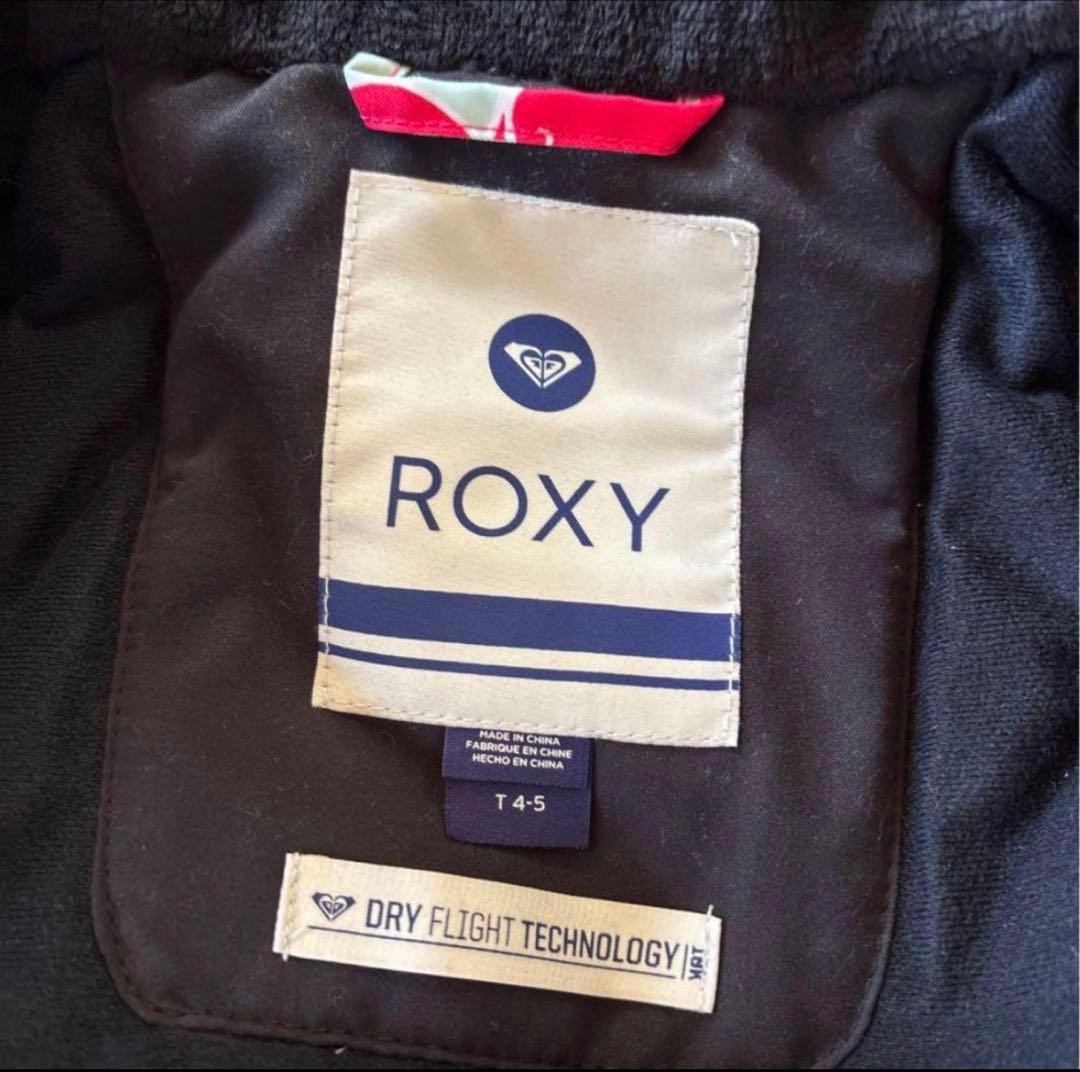 ROXY
MADE IN CHINA
FABRIQUE EN CHINE
HECHO EN CHINA
T 4-5
DRY FLIGHT TECHNOLOGY